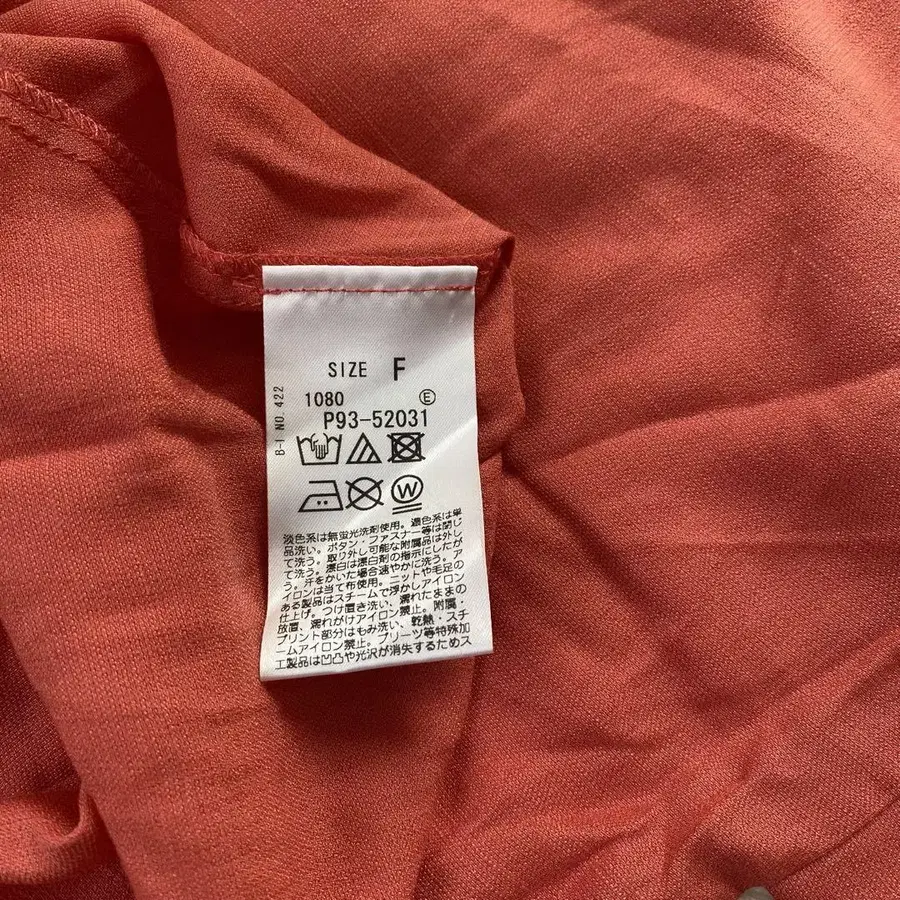 SIZE F
B-I NO.422
1080 Ⓔ
P93-52031
W
淡色系は無蛍光洗剤使用。濃色系は単
品洗い。ボタン・ファスナー等は閉じ
て洗う。取り外し可能な附属品は外し
て洗う。漂白は漂白剤の指示にしたが
う。汗をかいた場合速やかに洗う。ア
イロンは当て布使用。ニットや毛足の
ある製品はスチームで浮かしアイロン
仕上げ。つけ置き洗い、濡れたままの
放置、濡れがけアイロン禁止。附属・
プリント部分はもみ洗い、乾熱・スチ
ームアイロン禁止。プリーツ等特殊加
工製品は凹凸や光沢が消失するためス